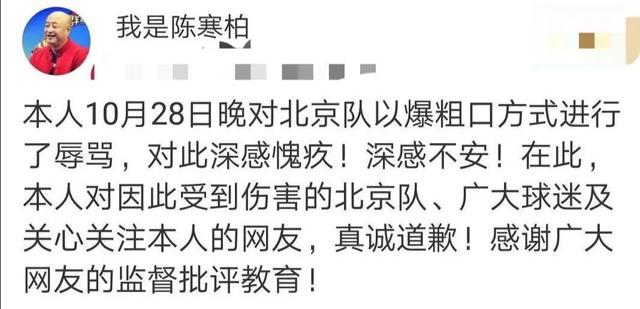 我是陈寒柏
本人10月28日晚对北京队以爆粗口方式进行
了辱骂，对此深感愧疚！深感不安！在此，
本人对因此受到伤害的北京队、广大球迷及
关心关注本人的网友，真诚道歉！感谢广大
网友的监督批评教育！